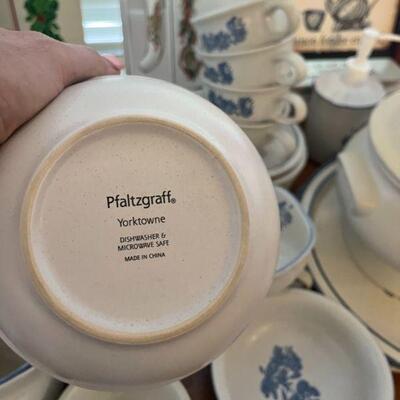 Pfaltzgraff®
Yorktowne
DISHWASHER &
MICROWAVE SAFE
MADE IN CHINA